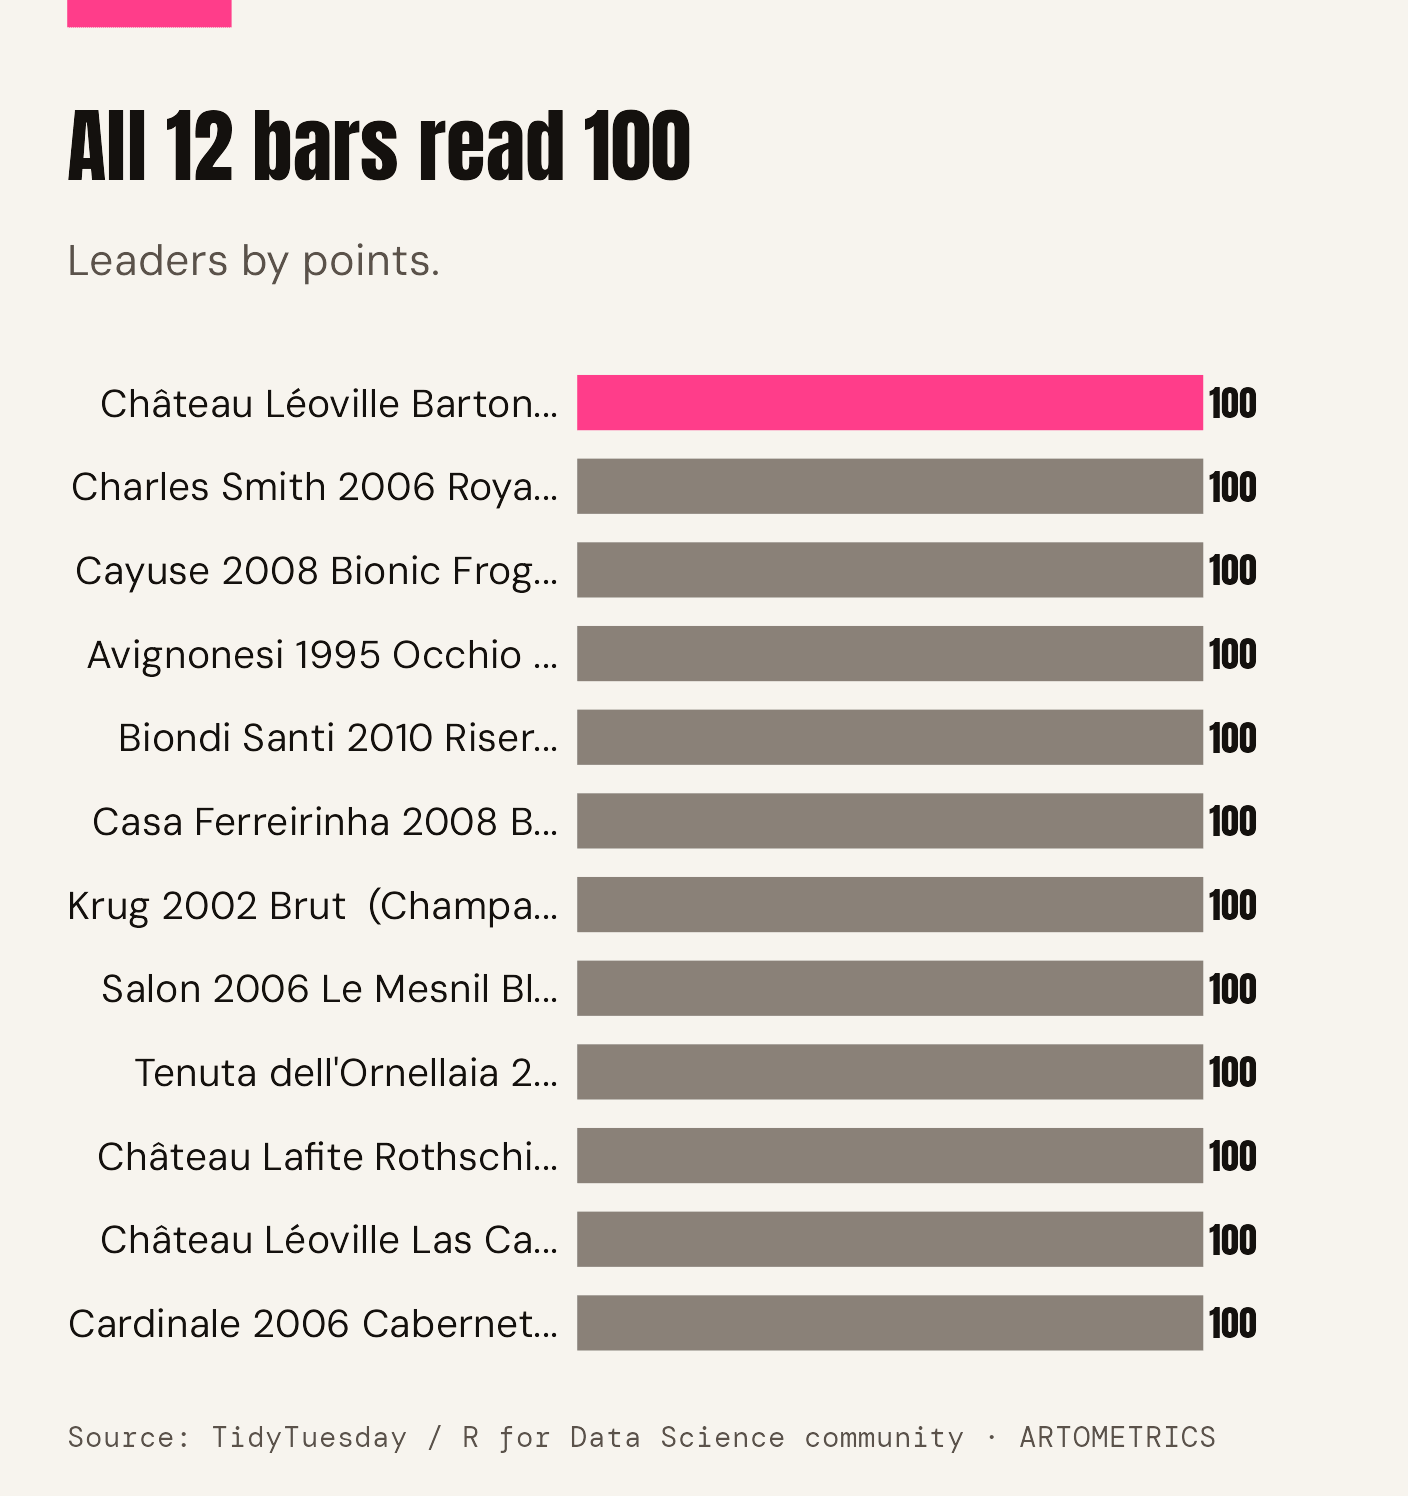 All 12 bars read 100
Leaders by points.
Château Léoville Barton... 100
Charles Smith 2006 Roya... 100
Cayuse 2008 Bionic Frog... 100
Avignonesi 1995 Occhio ... 100
Biondi Santi 2010 Riser... 100
Casa Ferreirinha 2008 B... 100
Krug 2002 Brut  (Champa... 100
Salon 2006 Le Mesnil Bl... 100
Tenuta dell'Ornellaia 2... 100
Château Lafite Rothschi... 100
Château Léoville Las Ca... 100
Cardinale 2006 Cabernet... 100
Source: TidyTuesday / R for Data Science community · ARTOMETRICS